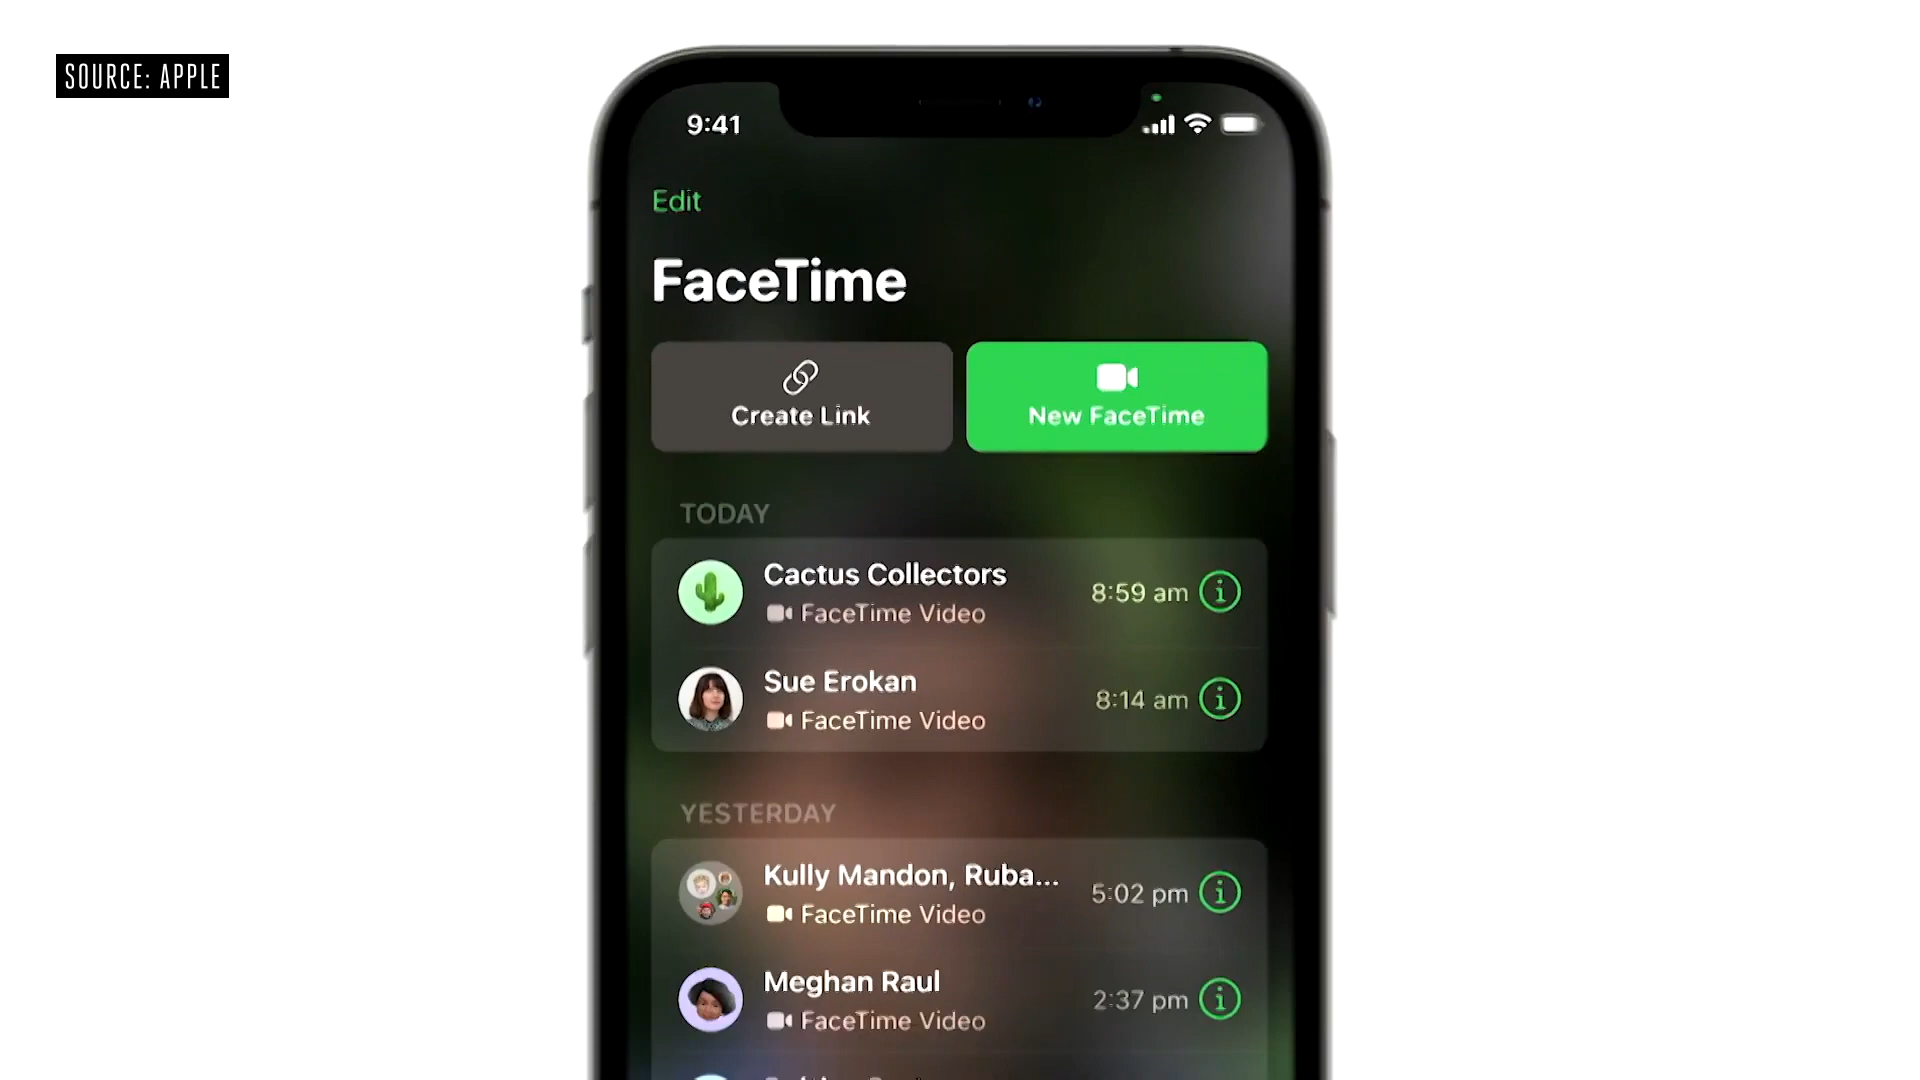 SOURCE: APPLE
9:41
Edit
FaceTime
Create Link
New FaceTime
TODAY
Cactus Collectors
FaceTime Video
8:59 am
Sue Erokan
FaceTime Video
8:14 am
YESTERDAY
Kully Mandon, Ruba...
FaceTime Video
5:02 pm
Meghan Raul
FaceTime Video
2:37 pm